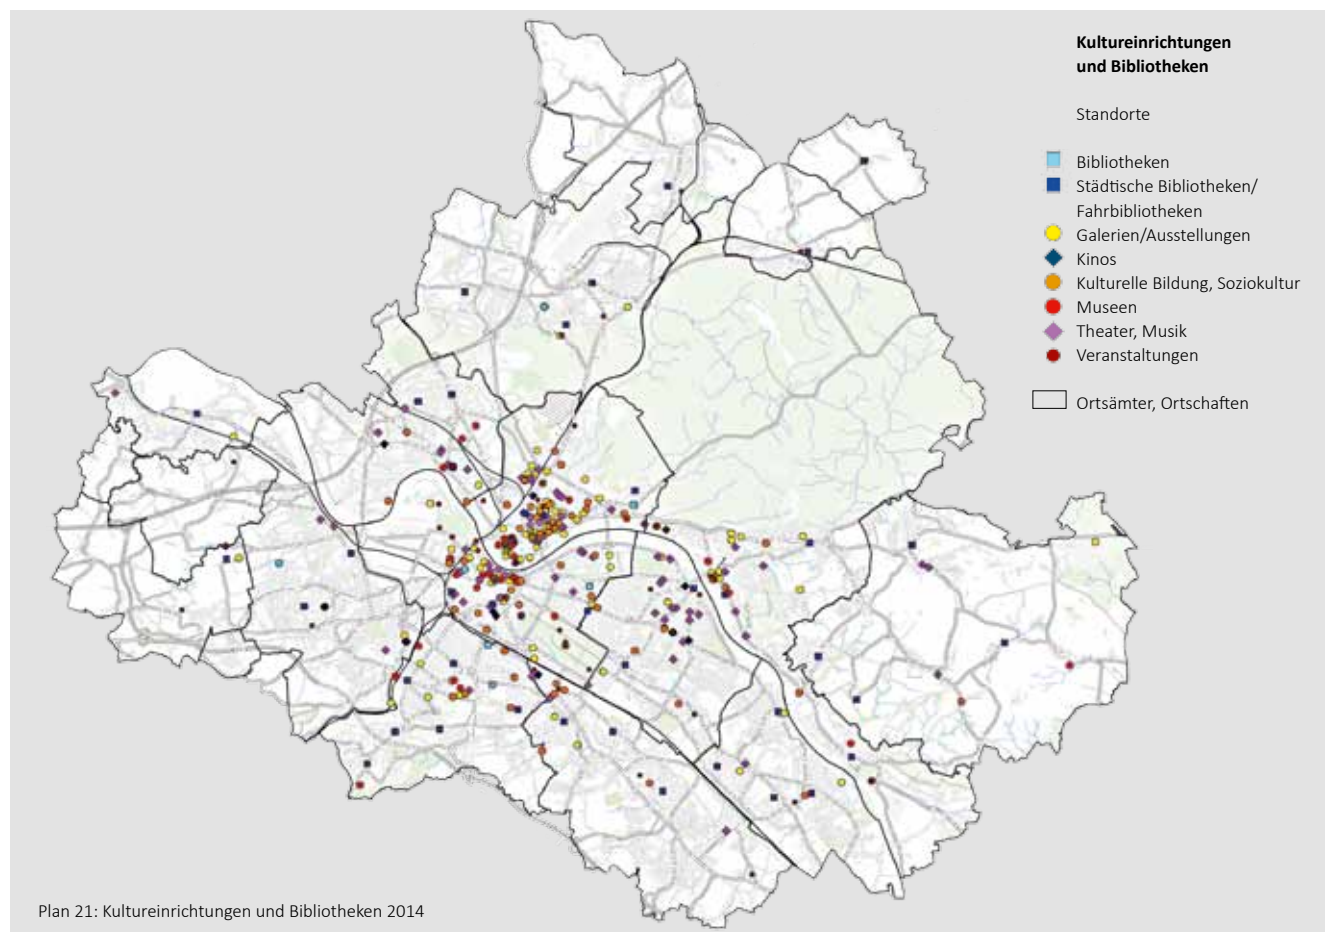 Kultureinrichtungen
und Bibliotheken
Standorte
Bibliotheken
Städtische Bibliotheken/
Fahrbibliotheken
Galerien/Ausstellungen
Kinos
Kulturelle Bildung, Soziokultur
Museen
Theater, Musik
Veranstaltungen
Ortsämter, Ortschaften
Plan 21: Kultureinrichtungen und Bibliotheken 2014